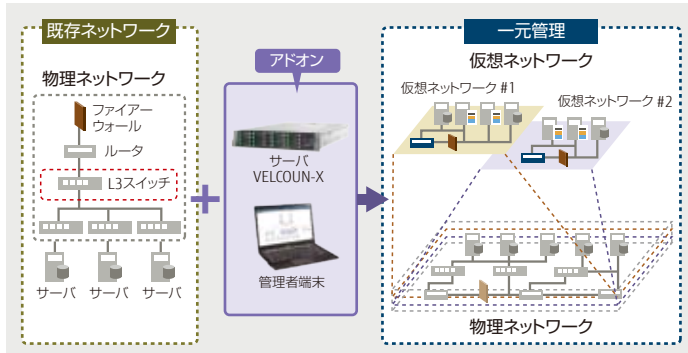 既存ネットワーク
物理ネットワーク
ファイアー
ウォール
ルータ
L3スイッチ
サーバ
サーバ
サーバ
アドオン
サーバ
VELCOUN-X
管理者端末
一元管理
仮想ネットワーク
仮想ネットワーク #1
仮想ネットワーク #2
物理ネットワーク